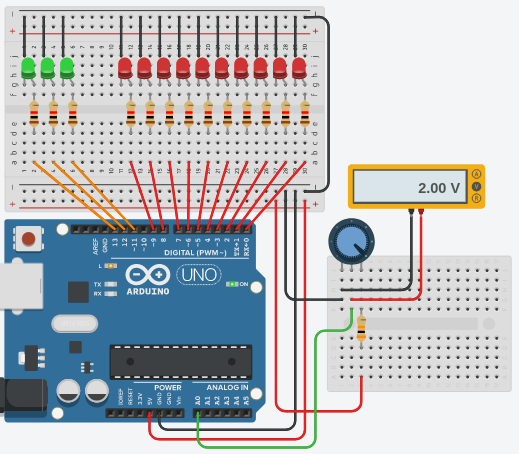 2.00 V
A
V
R
AREF
GND
13
12
~11
~10
~9
8
7
~6
~5
4
~3
2
TX→1
RX←0
DIGITAL (PWM~)
L
TX
RX
UNO
ON
ARDUINO
POWER
ANALOG IN
IOREF
RESET
3.3V
5V
GND
GND
Vin
A0
A1
A2
A3
A4
A5